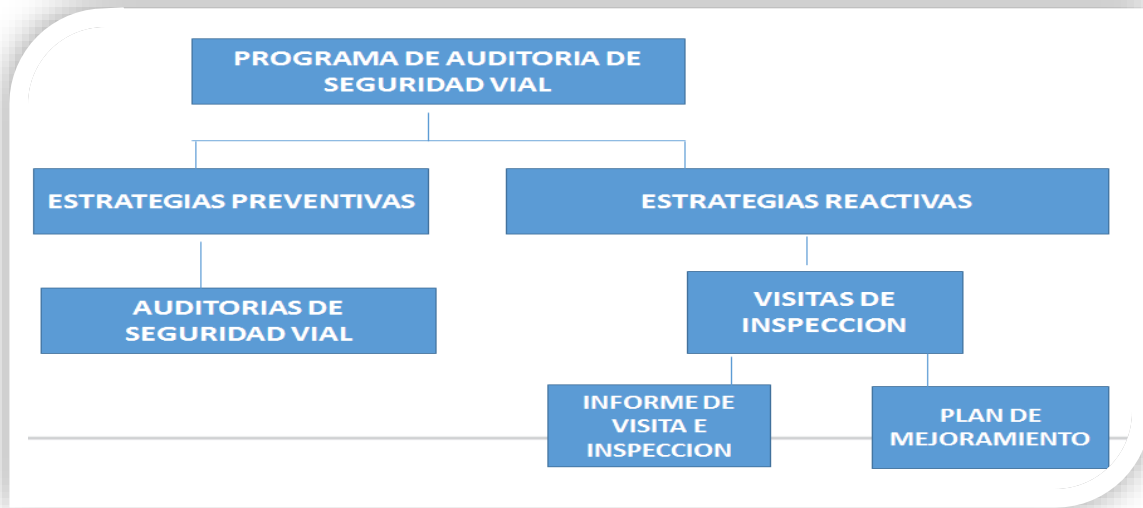 PROGRAMA DE AUDITORIA DE
SEGURIDAD VIAL
ESTRATEGIAS PREVENTIVAS
ESTRATEGIAS REACTIVAS
AUDITORIAS DE
SEGURIDAD VIAL
VISITAS DE
INSPECCION
INFORME DE
VISITA E
INSPECCION
PLAN DE
MEJORAMIENTO